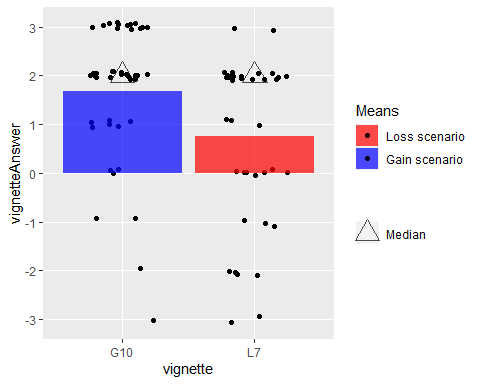 3
2
1
0
-1
-2
-3
vignetteAnswer
G10
L7
vignette
Means
Loss scenario
Gain scenario
Median